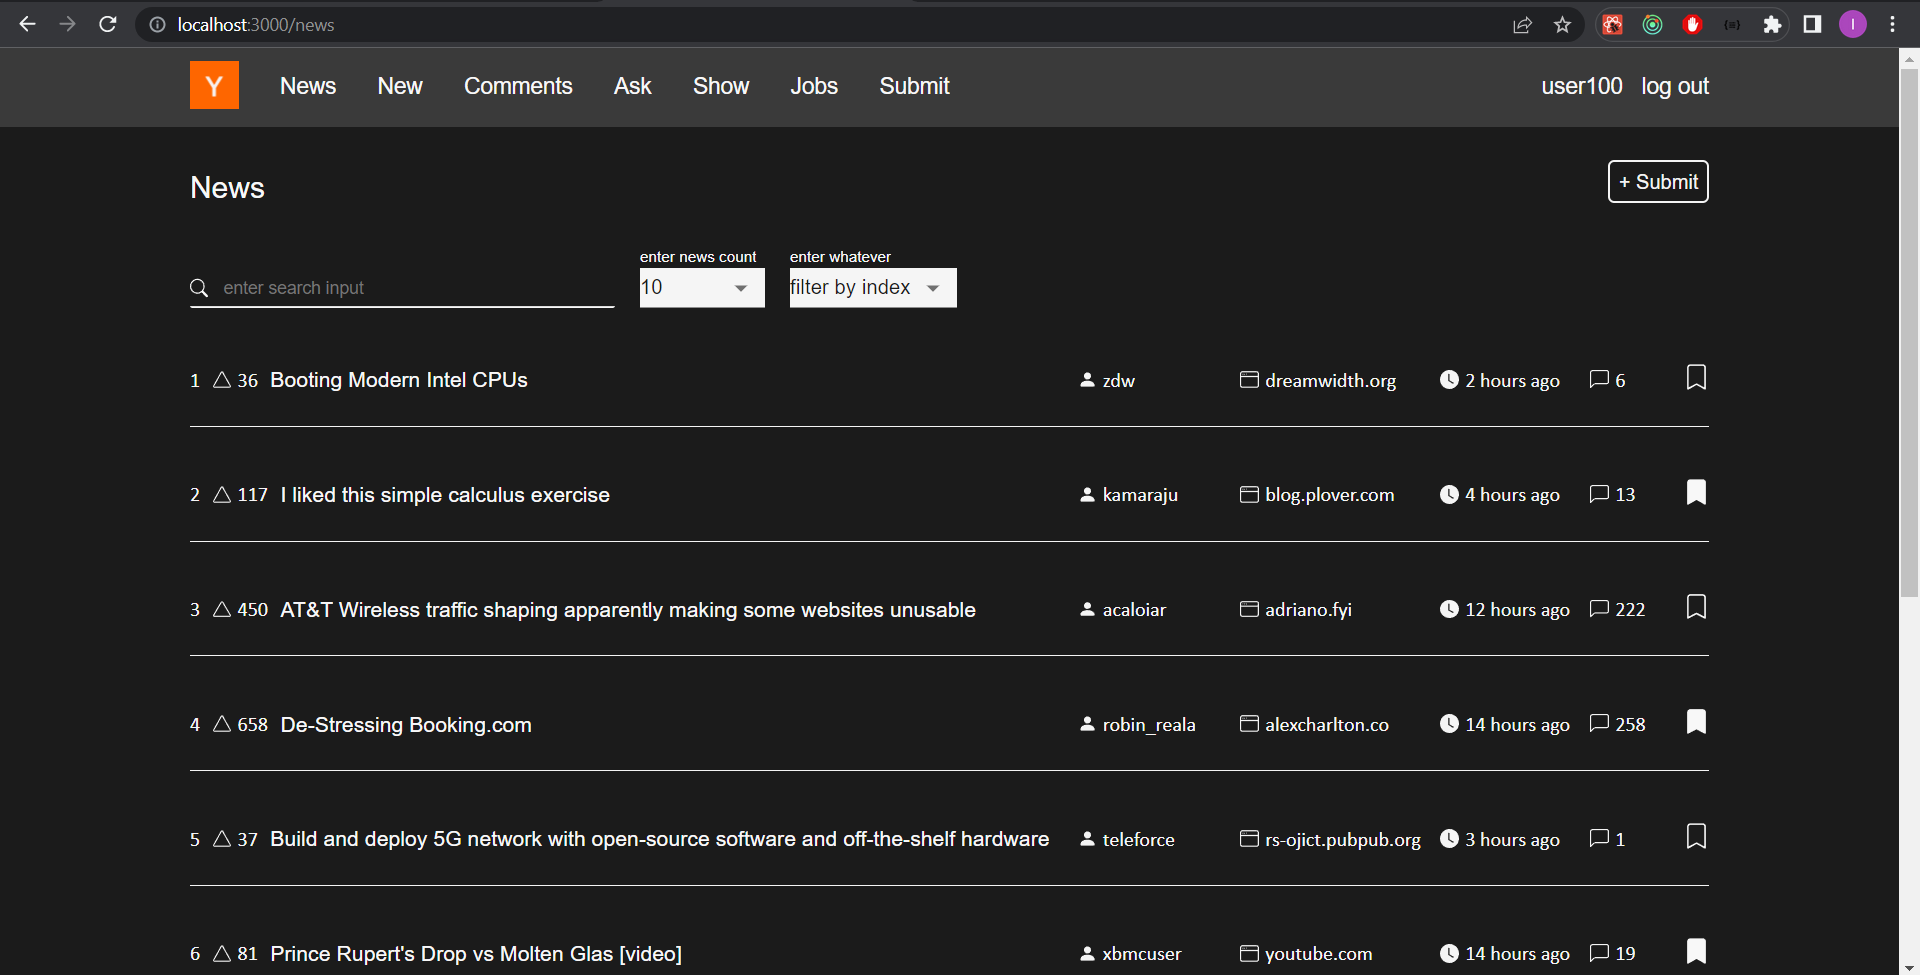 localhost:3000/news
I
Y News New Comments Ask Show Jobs Submit user100 log out
News + Submit
enter news count enter whatever
enter search input 10 filter by index
1 36 Booting Modern Intel CPUs zdw dreamwidth.org 2 hours ago 6
2 117 I liked this simple calculus exercise kamaraju blog.plover.com 4 hours ago 13
3 450 AT&T Wireless traffic shaping apparently making some websites unusable acaloiar adriano.fyi 12 hours ago 222
4 658 De-Stressing Booking.com robin_reala alexcharlton.co 14 hours ago 258
5 37 Build and deploy 5G network with open-source software and off-the-shelf hardware teleforce rs-ojict.pubpub.org 3 hours ago 1
6 81 Prince Rupert's Drop vs Molten Glas [video] xbmcuser youtube.com 14 hours ago 19